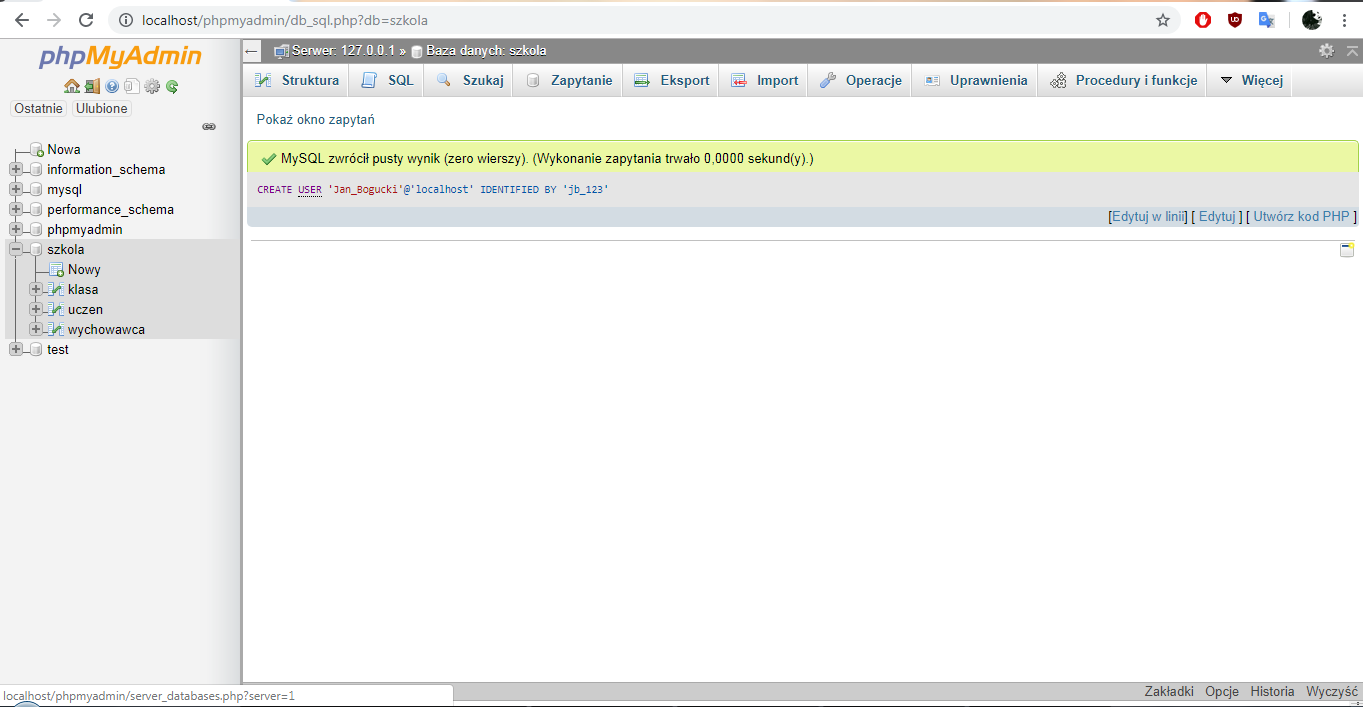 localhost/phpmyadmin/db_sql.php?db=szkola
phpMyAdmin
Ostatnie Ulubione
Nowa
information_schema
mysql
performance_schema
phpmyadmin
szkola
Nowy
klasa
uczen
wychowawca
test
Serwer: 127.0.0.1 » Baza danych: szkola
Struktura SQL Szukaj Zapytanie Eksport Import Operacje Uprawnienia Procedury i funkcje Więcej
Pokaż okno zapytań
MySQL zwrócił pusty wynik (zero wierszy). (Wykonanie zapytania trwało 0,0000 sekund(y).)
CREATE USER 'Jan_Bogucki'@'localhost' IDENTIFIED BY 'jb_123'
[Edytuj w linii] [ Edytuj ] [ Utwórz kod PHP ]
localhost/phpmyadmin/server_databases.php?server=1
Zakładki Opcje Historia Wyczyść